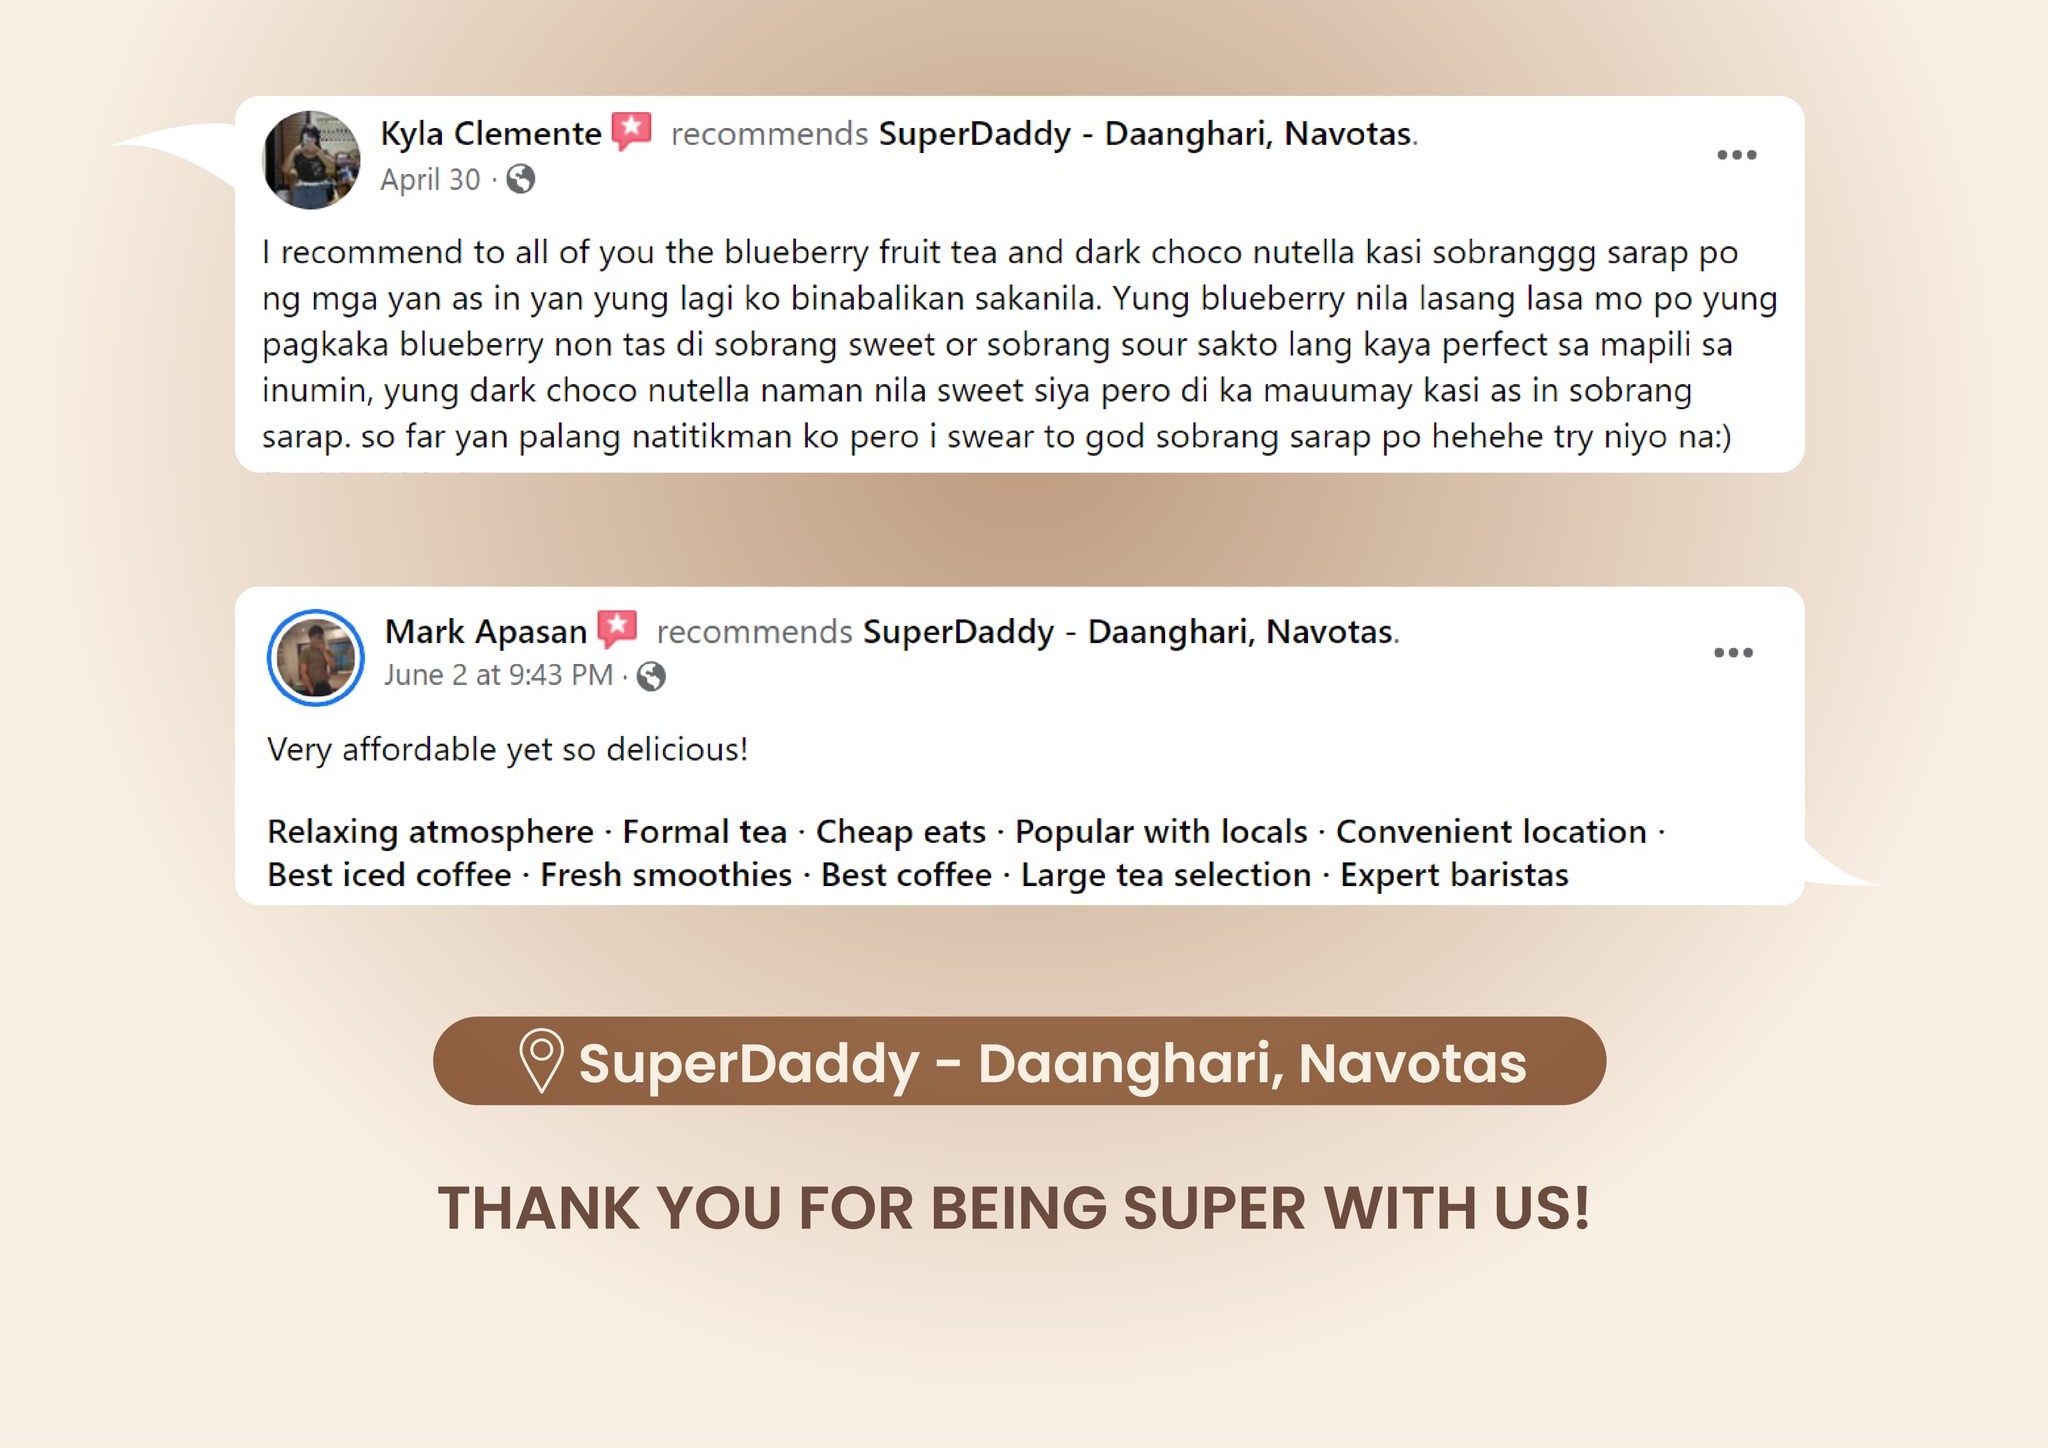 Kyla Clemente recommends SuperDaddy - Daanghari, Navotas.
April 30 ·
I recommend to all of you the blueberry fruit tea and dark choco nutella kasi sobranggg sarap po
ng mga yan as in yan yung lagi ko binabalikan sakanila. Yung blueberry nila lasang lasa mo po yung
pagkaka blueberry non tas di sobrang sweet or sobrang sour sakto lang kaya perfect sa mapili sa
inumin, yung dark choco nutella naman nila sweet siya pero di ka mauumay kasi as in sobrang
sarap. so far yan palang natitikman ko pero i swear to god sobrang sarap po hehehe try niyo na:)
Mark Apasan recommends SuperDaddy - Daanghari, Navotas.
June 2 at 9:43 PM ·
Very affordable yet so delicious!
Relaxing atmosphere · Formal tea · Cheap eats · Popular with locals · Convenient location ·
Best iced coffee · Fresh smoothies · Best coffee · Large tea selection · Expert baristas
SuperDaddy - Daanghari, Navotas
THANK YOU FOR BEING SUPER WITH US!